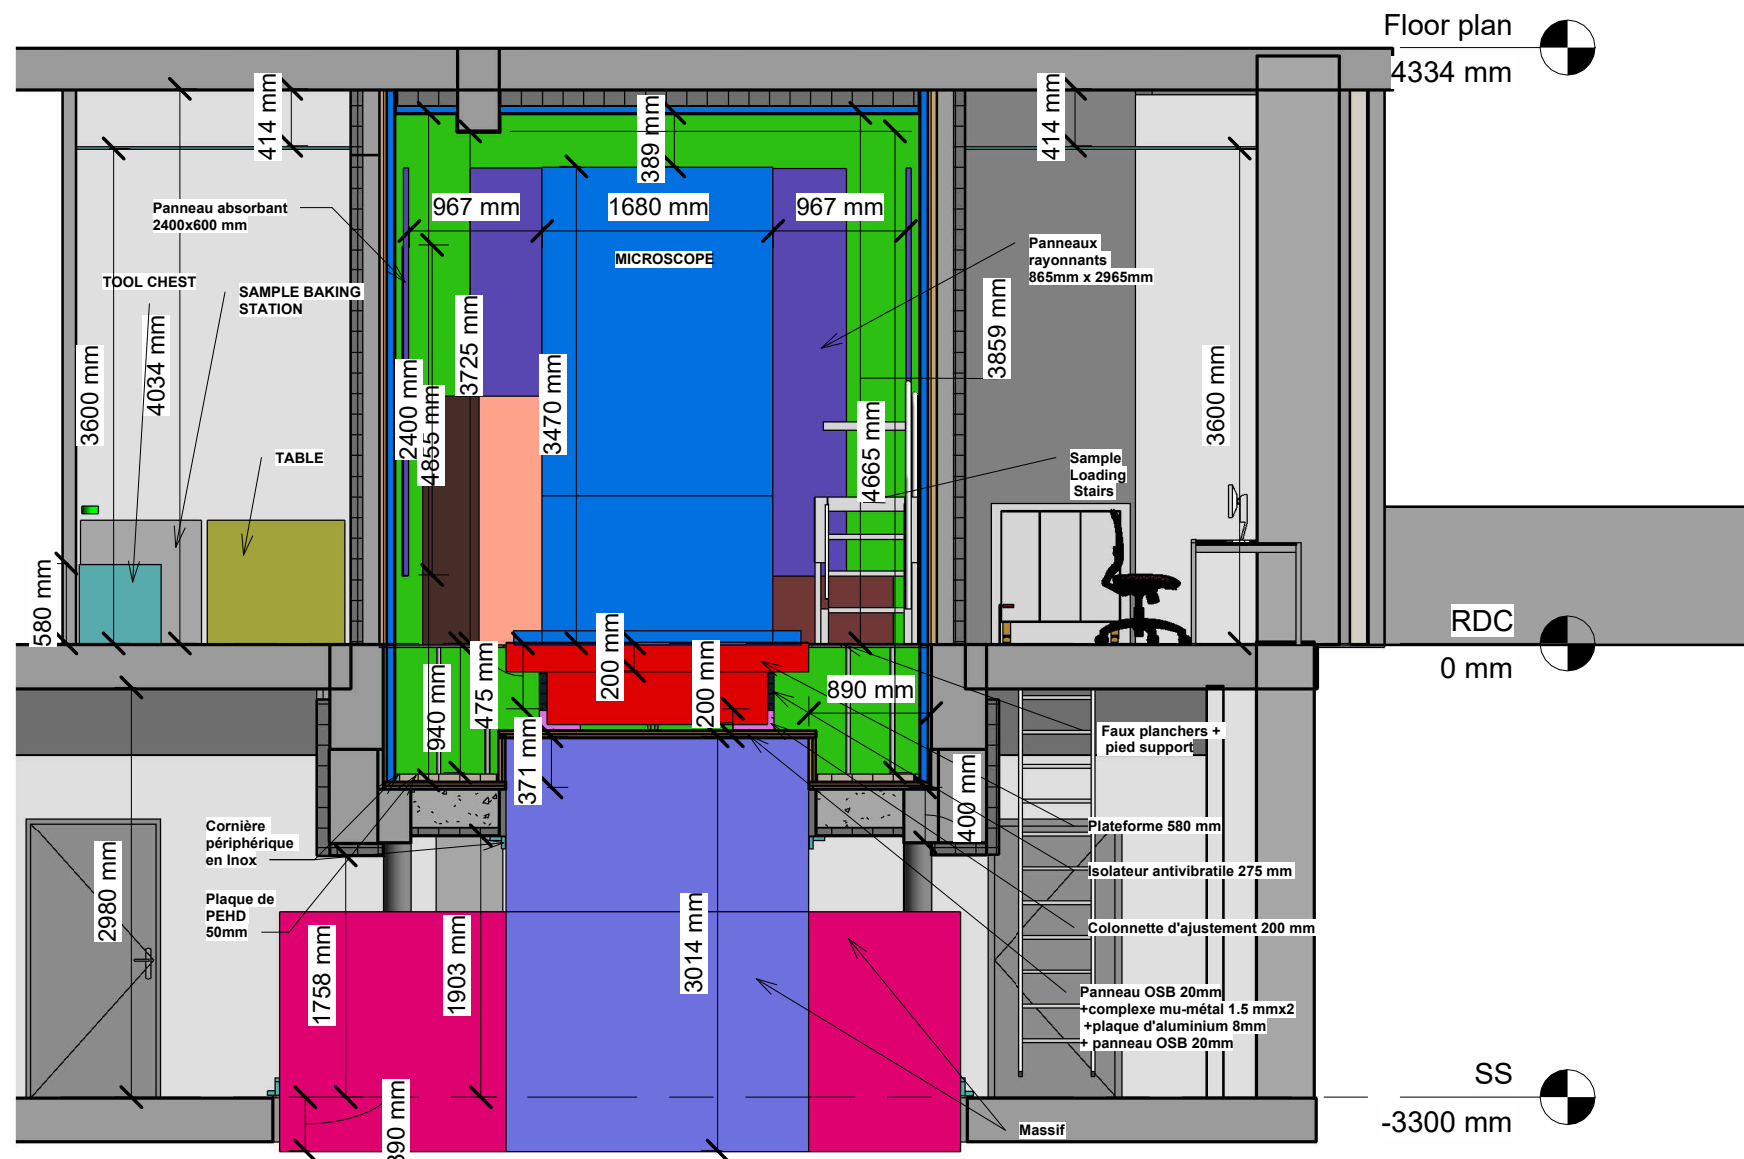 Floor plan
4334 mm
414 mm
389 mm
414 mm
Panneau absorbant
2400x600 mm
967 mm
1680 mm
967 mm
MICROSCOPE
Panneaux
rayonnants
865mm x 2965mm
TOOL CHEST
SAMPLE BAKING
STATION
3600 mm
4034 mm
3725 mm
2400 mm
4855 mm
3470 mm
3859 mm
4665 mm
3600 mm
TABLE
Sample
Loading
Stairs
580 mm
RDC
0 mm
940 mm
475 mm
200 mm
200 mm
890 mm
371 mm
400 mm
Faux planchers +
pied support
Cornière
périphérique
en Inox
Plateforme 580 mm
Isolateur antivibratile 275 mm
Plaque de
PEHD
50mm
Colonnette d'ajustement 200 mm
2980 mm
1758 mm
1903 mm
3014 mm
Panneau OSB 20mm
+complexe mu-métal 1.5 mmx2
+plaque d'aluminium 8mm
+ panneau OSB 20mm
SS
-3300 mm
390 mm
Massif